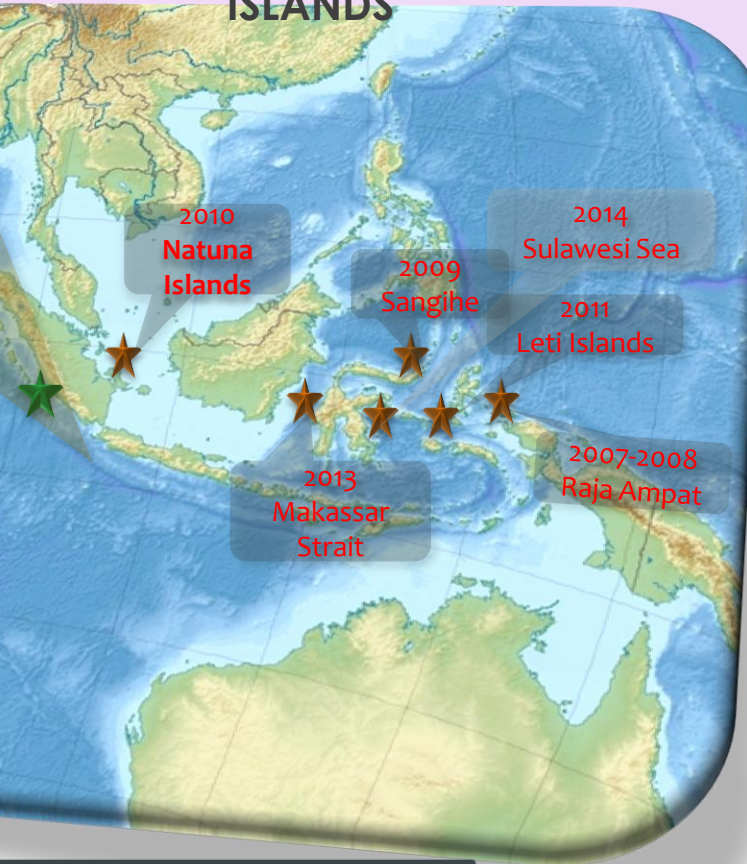 ISLANDS
2010
Natuna
Islands
2009
Sangihe
2014
Sulawesi Sea
2011
Leti Islands
2007-2008
Raja Ampat
2013
Makassar
Strait